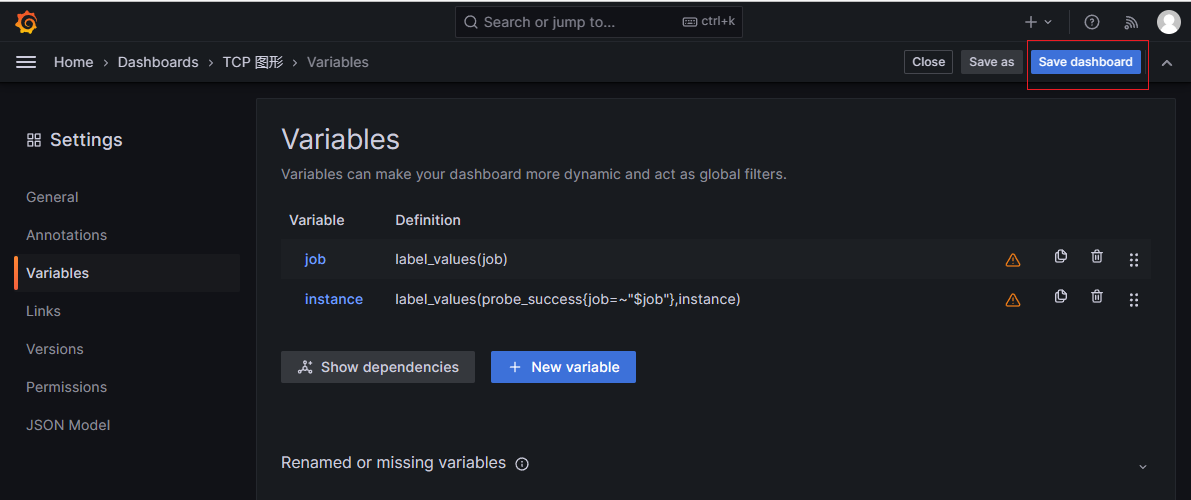 Search or jump to... ctrl+k
Home › Dashboards › TCP 图形 › Variables Close Save as Save dashboard
Settings
General
Annotations
Variables
Links
Versions
Permissions
JSON Model
Variables
Variables can make your dashboard more dynamic and act as global filters.
Variable Definition
job label_values(job)
instance label_values(probe_success{job=~"$job"},instance)
Show dependencies + New variable
Renamed or missing variables